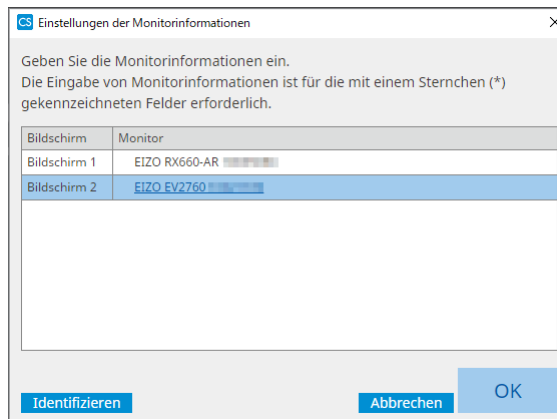 CS Einstellungen der Monitorinformationen
Geben Sie die Monitorinformationen ein.
Die Eingabe von Monitorinformationen ist für die mit einem Sternchen (*)
gekennzeichneten Felder erforderlich.
Bildschirm Monitor
Bildschirm 1 EIZO RX660-AR
Bildschirm 2 EIZO EV2760
Identifizieren Abbrechen OK